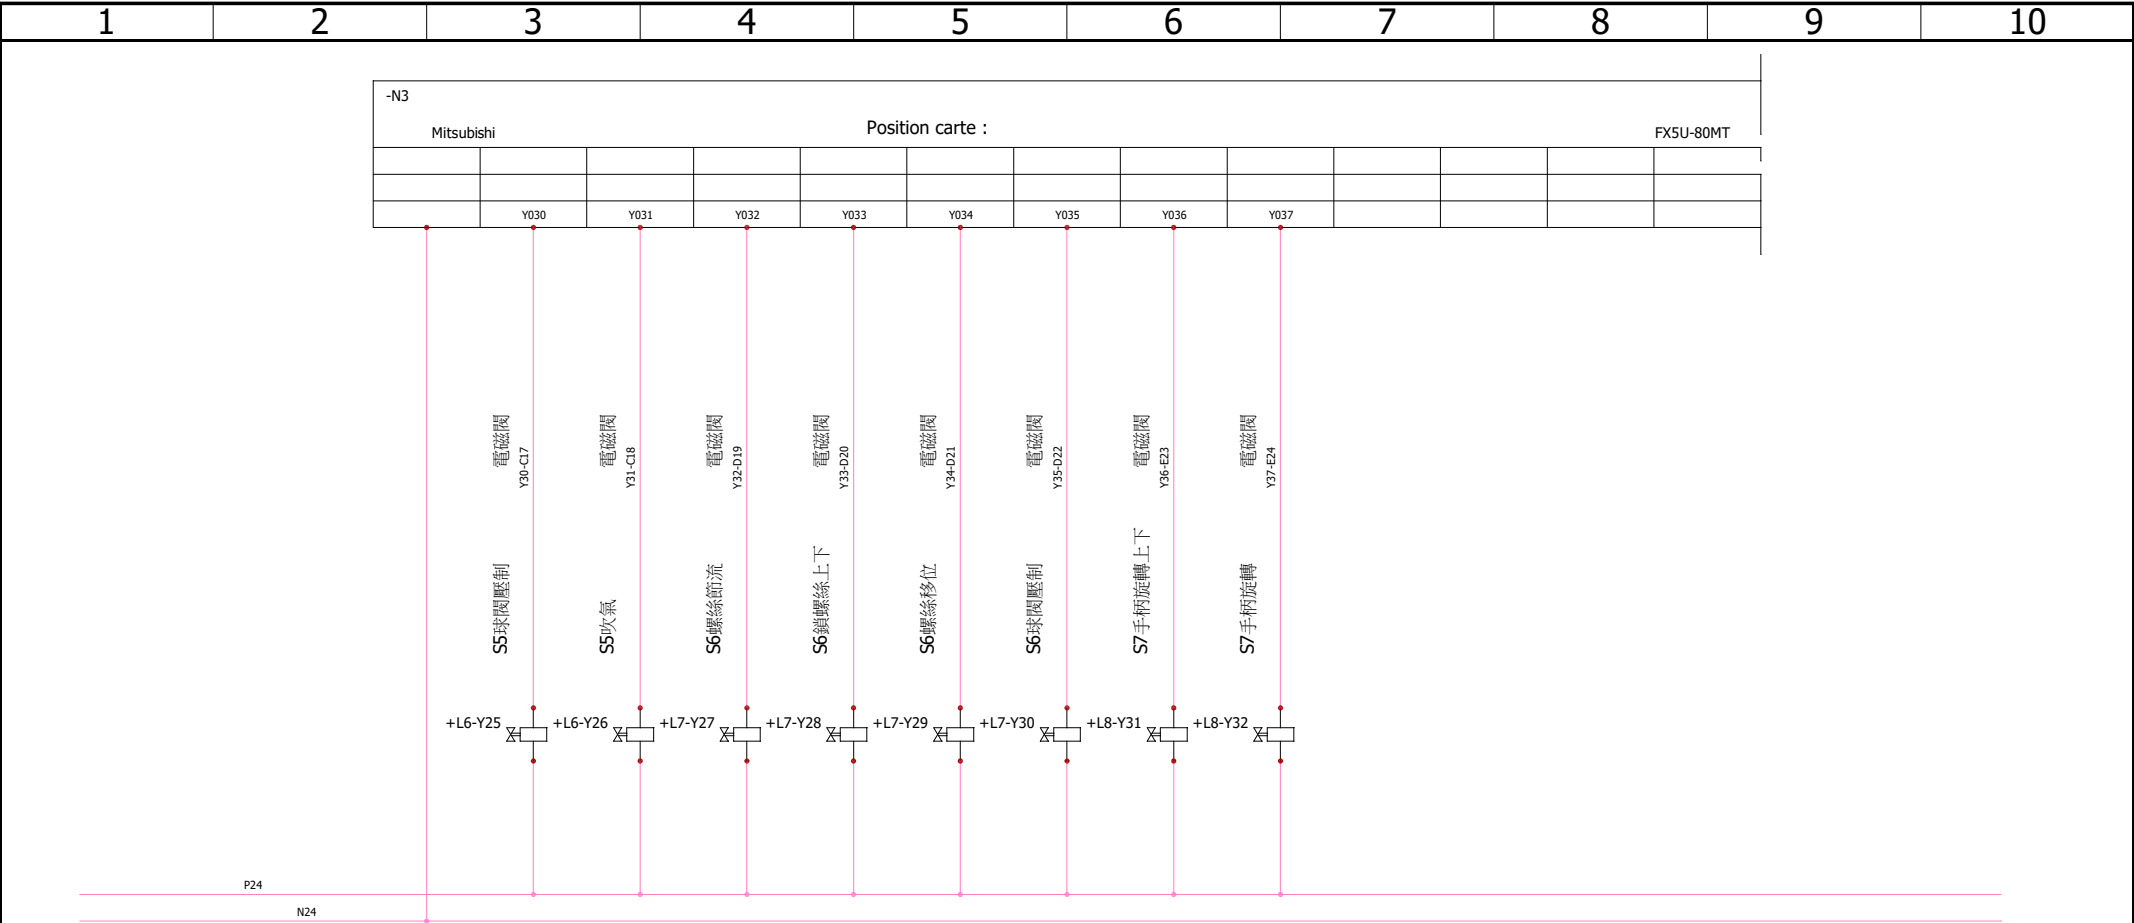 1 2 3 4 5 6 7 8 9 10
-N3
Mitsubishi Position carte : FX5U-80MT
Y030 Y031 Y032 Y033 Y034 Y035 Y036 Y037
電磁閥 電磁閥 電磁閥 電磁閥 電磁閥 電磁閥 電磁閥 電磁閥
Y30-C17 Y31-C18 Y32-D19 Y33-D20 Y34-D21 Y35-D22 Y36-E23 Y37-E24
S5球閥壓制 S5吹氣 S6螺絲節流 S6鎖螺絲上下 S6螺絲移位 S6球閥壓制 S7手柄旋轉上下 S7手柄旋轉
+L6-Y25 +L6-Y26 +L7-Y27 +L7-Y28 +L7-Y29 +L7-Y30 +L8-Y31 +L8-Y32
P24
N24